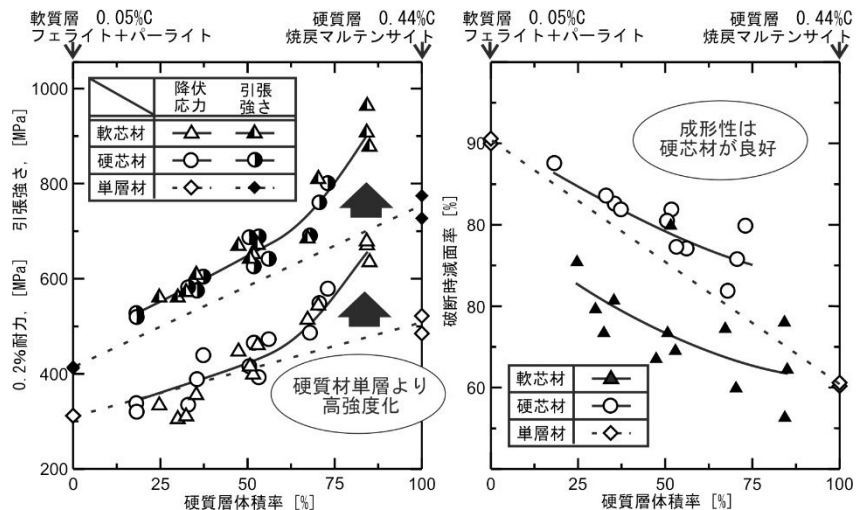 軟質層 0.05%C
フェライト+パーライト
硬質層 0.44%C
焼戻マルテンサイト
降伏応力
引張強さ
軟芯材
硬芯材
単層材
硬質材単層より
高強度化
0.2%耐力, [MPa] 引張強さ, [MPa]
1000
800
600
400
200
0
25
50
75
100
硬質層体積率 [%]
軟質層 0.05%C
フェライト+パーライト
硬質層 0.44%C
焼戻マルテンサイト
成形性は
硬芯材が良好
軟芯材
硬芯材
単層材
破断時減面率 [%]
90
80
80
60
0
25
50
75
100
硬質層体積率 [%]